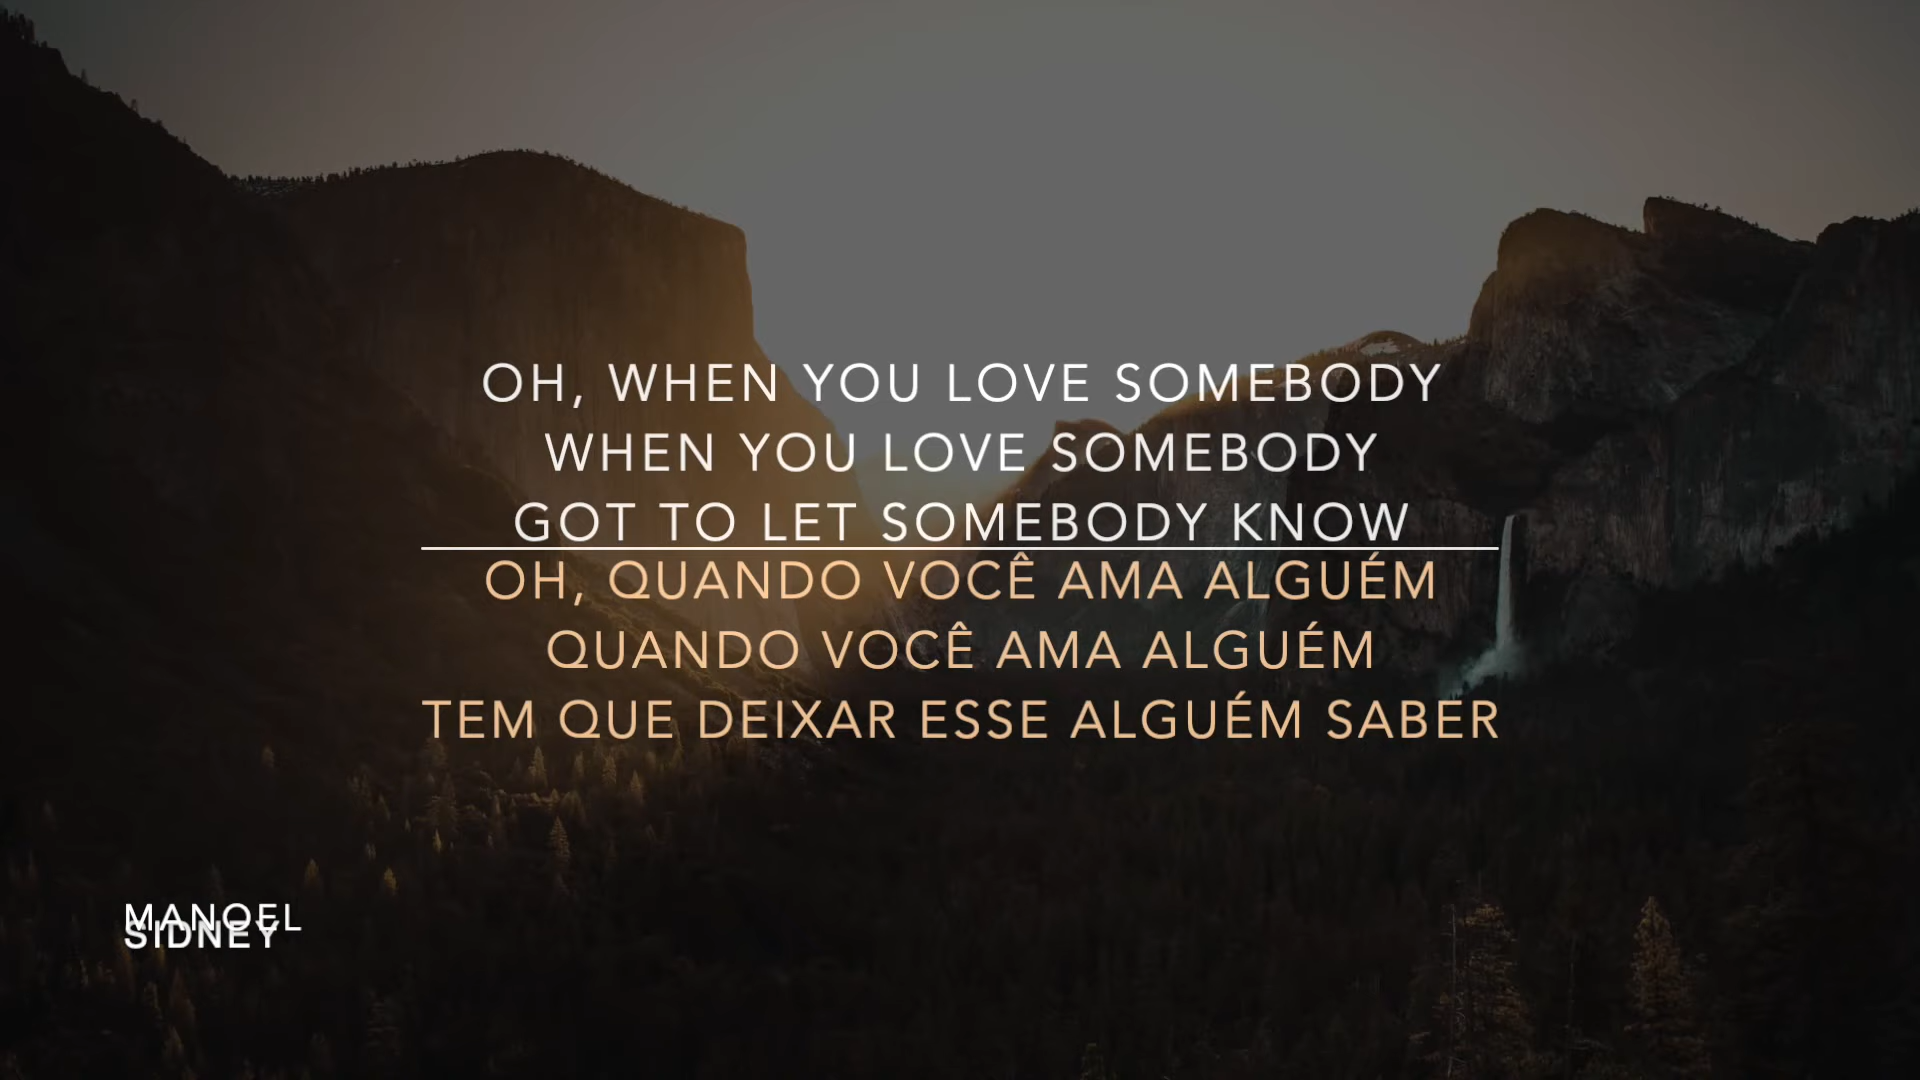 OH, WHEN YOU LOVE SOMEBODY
WHEN YOU LOVE SOMEBODY
GOT TO LET SOMEBODY KNOW
OH, QUANDO VOCÊ AMA ALGUÉM
QUANDO VOCÊ AMA ALGUÉM
TEM QUE DEIXAR ESSE ALGUÉM SABER
MANOEL
SIDNEY